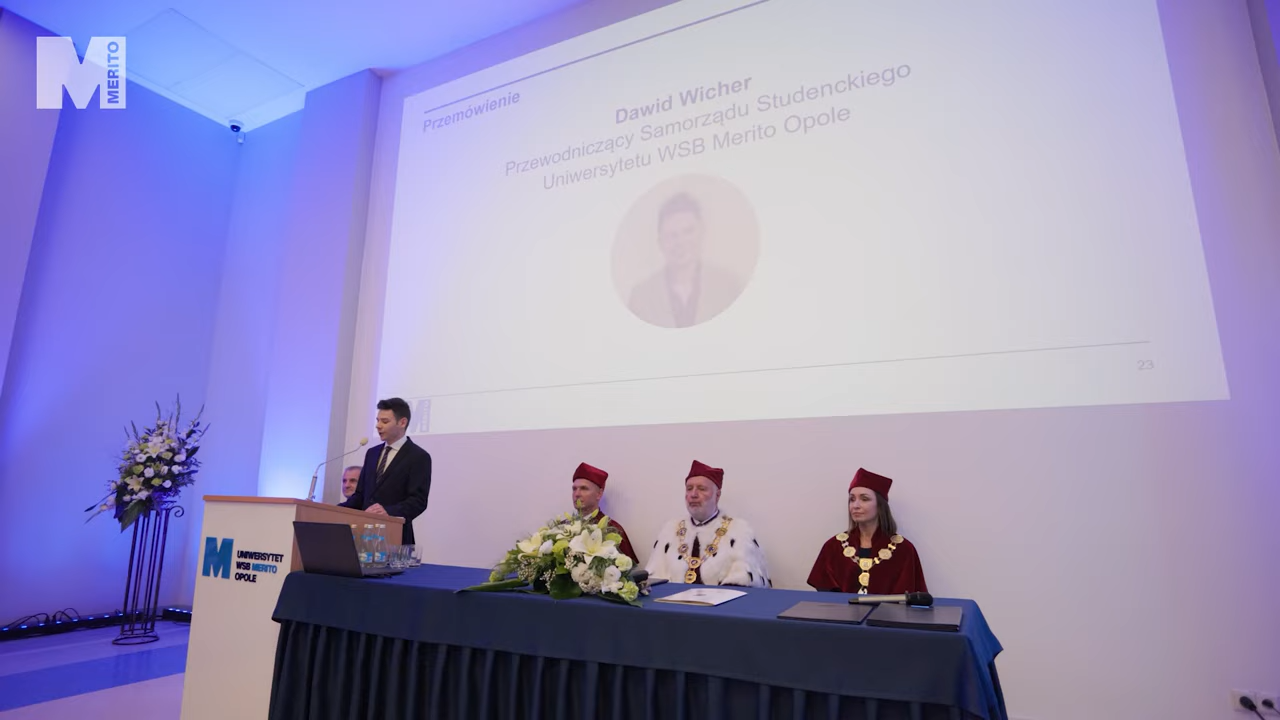 M MERITO
Przemówienie
Dawid Wicher
Przewodniczący Samorządu Studenckiego
Uniwersytetu WSB Merito Opole
23
M UNIWERSYTET
WSB MERITO
OPOLE